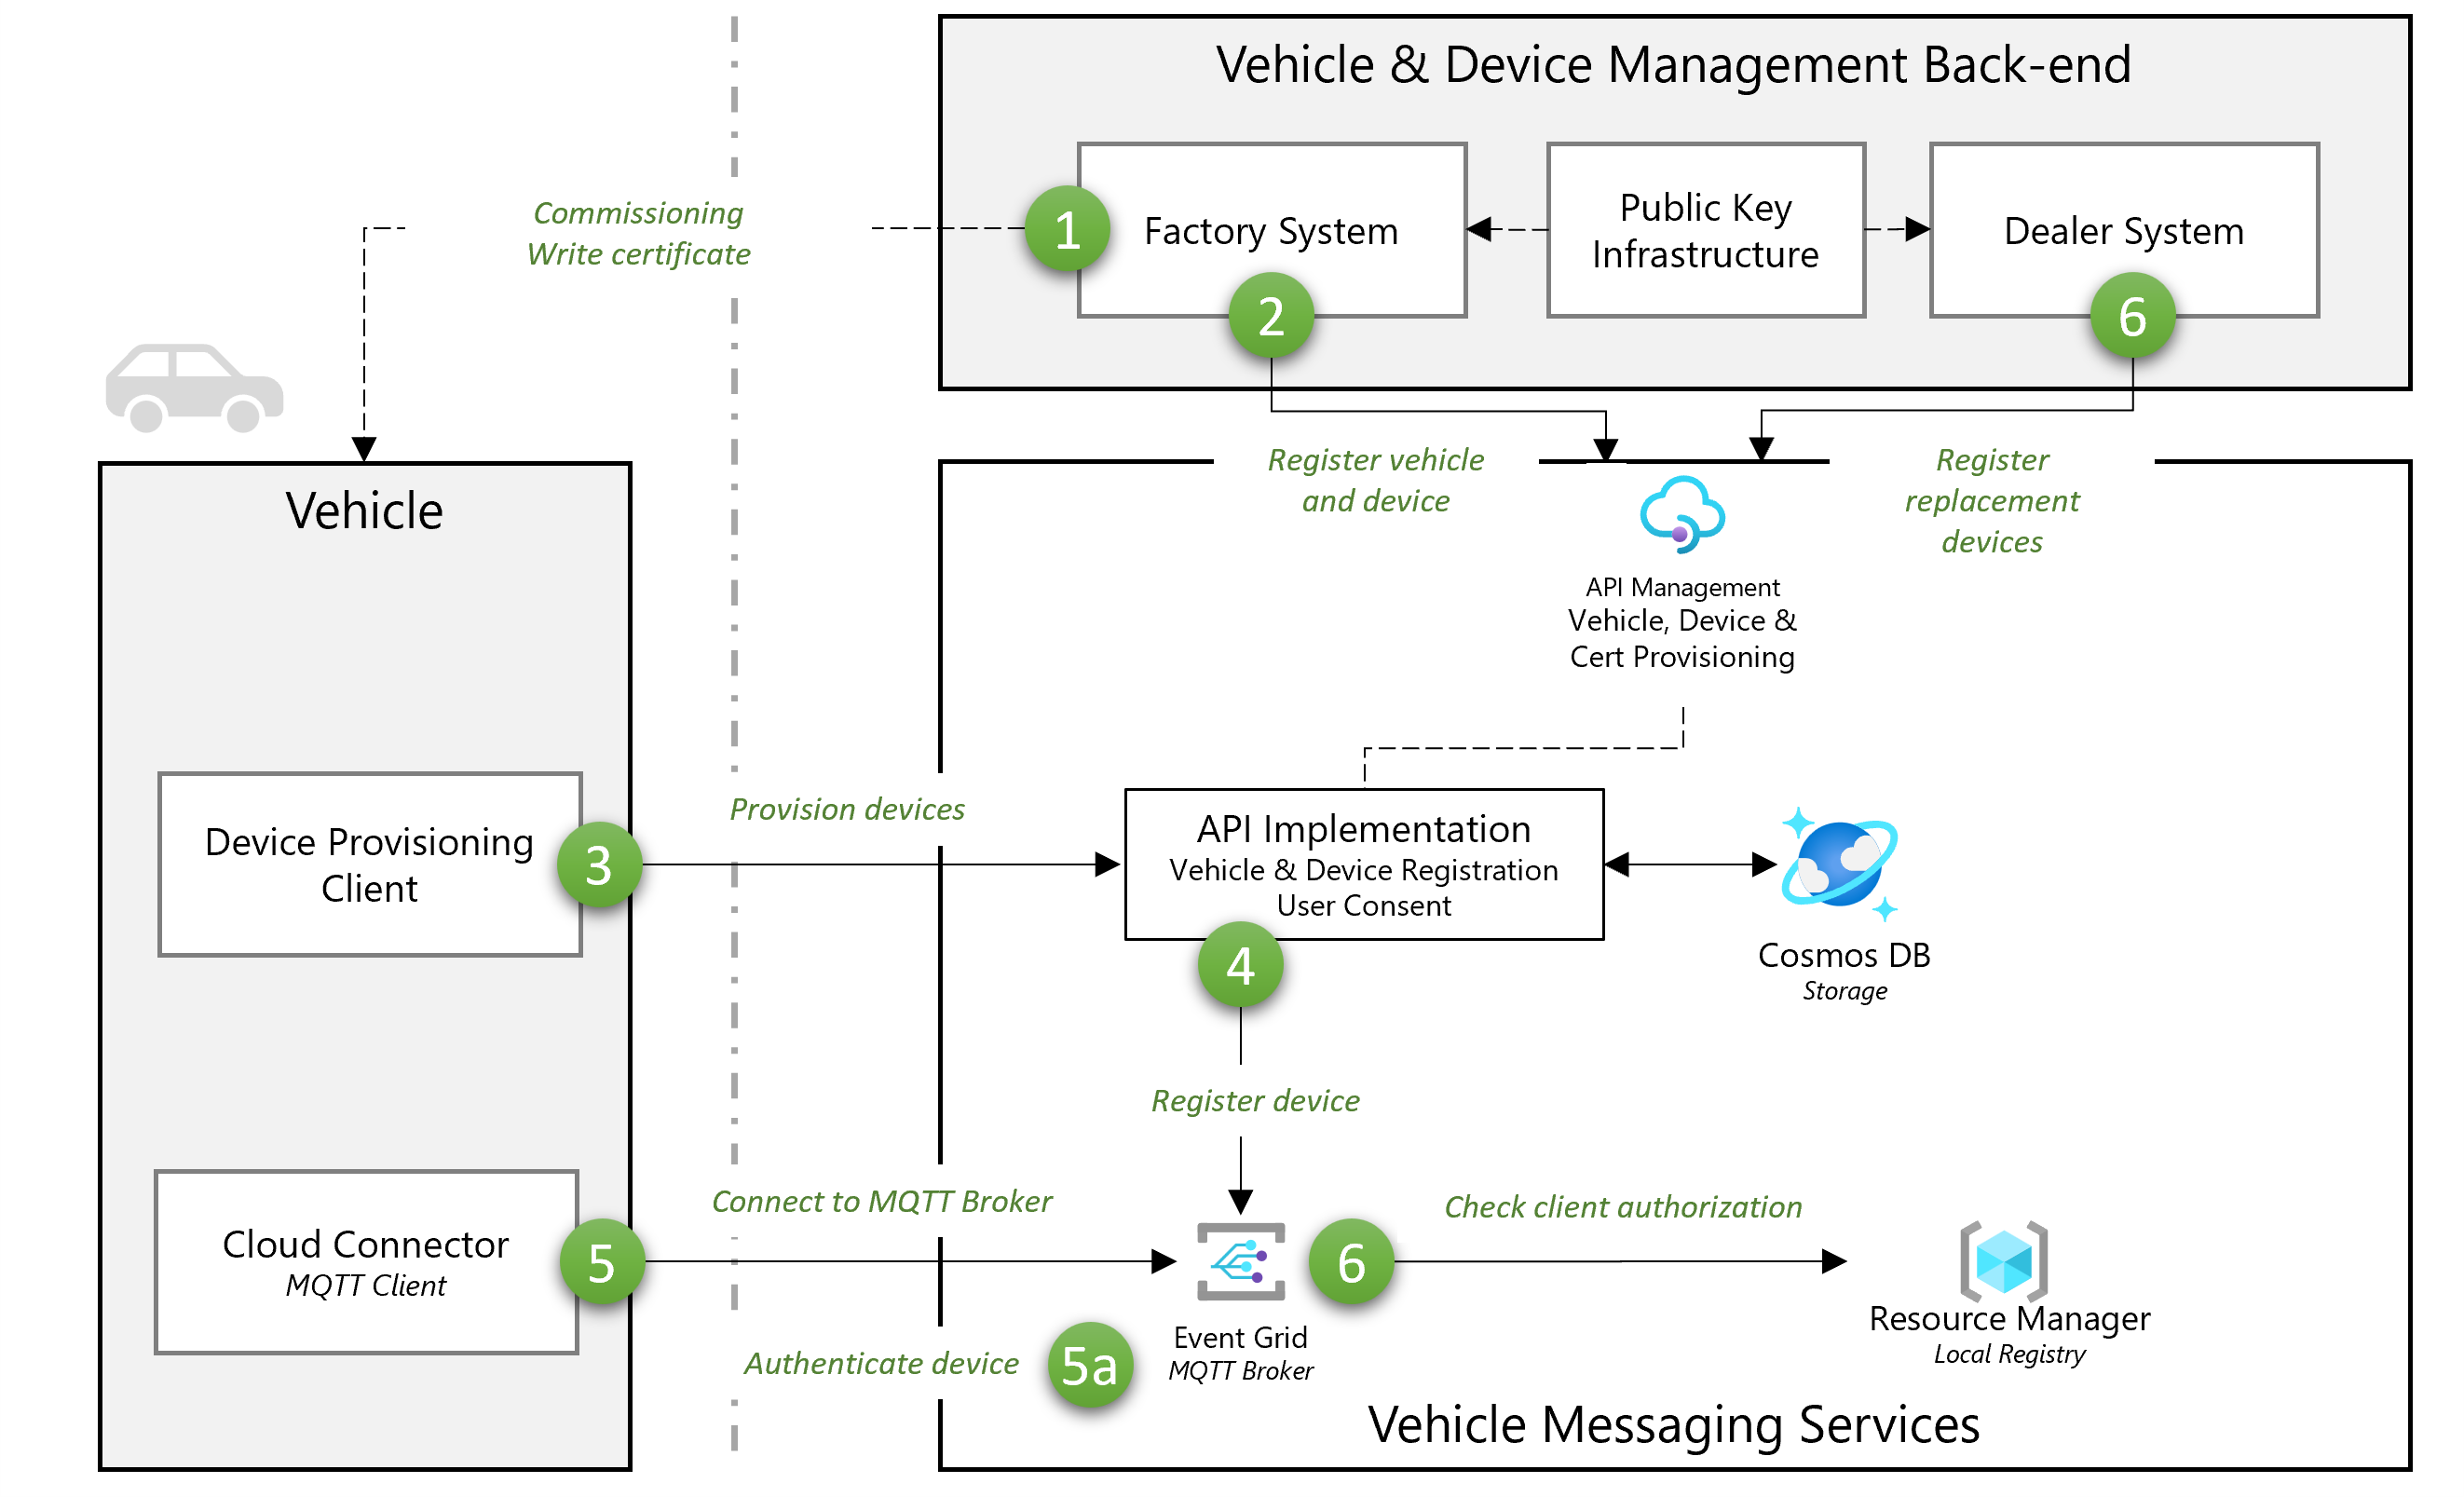 Vehicle & Device Management Back-end
Commissioning
Write certificate
1
Factory System
2
Public Key
Infrastructure
Dealer System
6
Register vehicle
and device
Register
replacement
devices
API Management
Vehicle, Device &
Cert Provisioning
Vehicle
Device Provisioning
Client
3
Provision devices
API Implementation
Vehicle & Device Registration
User Consent
4
Cosmos DB
Storage
Register device
Cloud Connector
MQTT Client
5
Connect to MQTT Broker
Authenticate device
5a
Event Grid
MQTT Broker
6
Check client authorization
Resource Manager
Local Registry
Vehicle Messaging Services